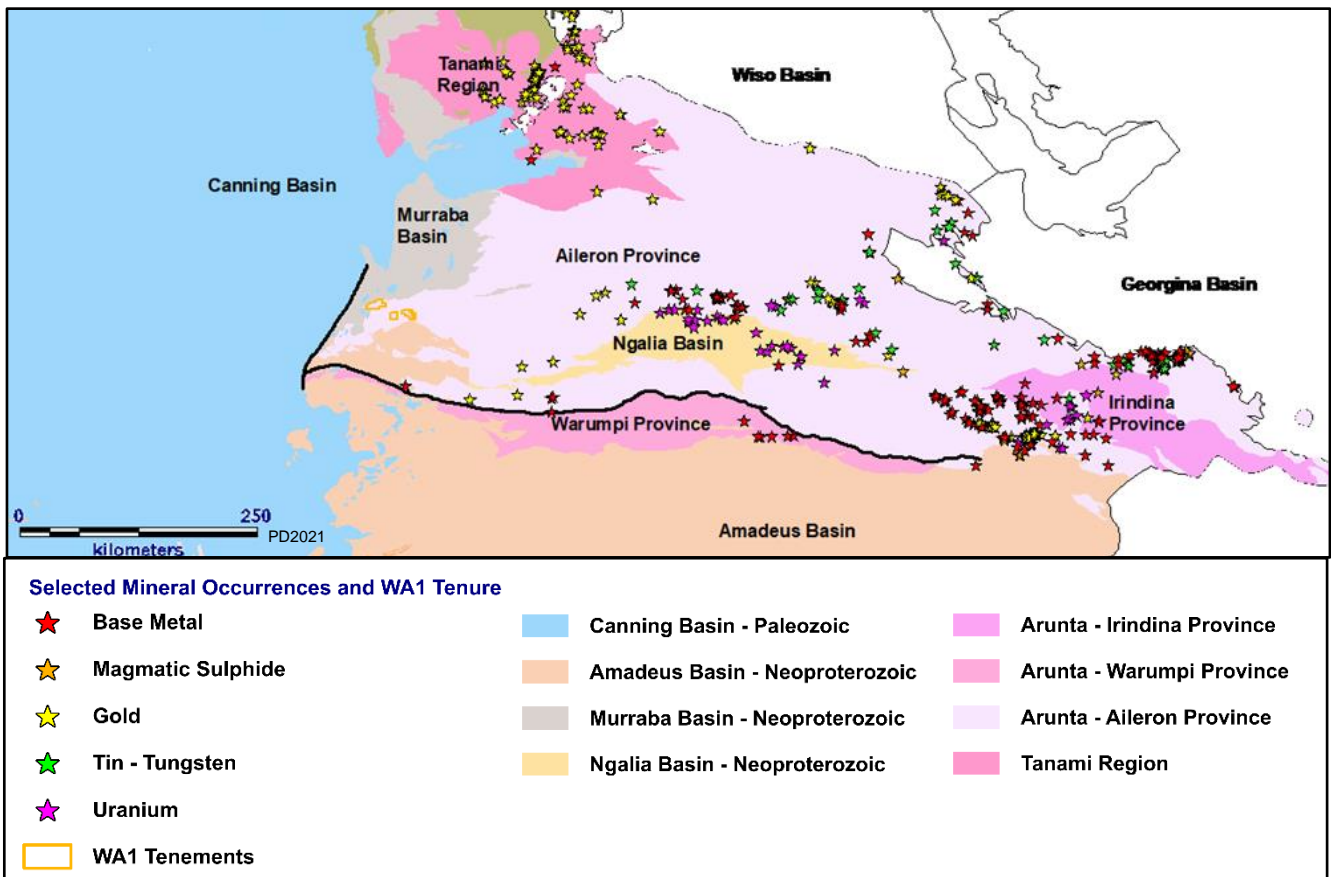 Tanami
Region
Wiso Basin
Canning Basin
Murraba
Basin
Aileron Province
Georgina Basin
Ngalia Basin
Irindina
Province
Warumpi Province
Amadeus Basin
0 250
PD2021
kilometers
Selected Mineral Occurrences and WA1 Tenure
Base Metal
Magmatic Sulphide
Gold
Tin - Tungsten
Uranium
WA1 Tenements
Canning Basin - Paleozoic
Amadeus Basin - Neoproterozoic
Murraba Basin - Neoproterozoic
Ngalia Basin - Neoproterozoic
Arunta - Irindina Province
Arunta - Warumpi Province
Arunta - Aileron Province
Tanami Region